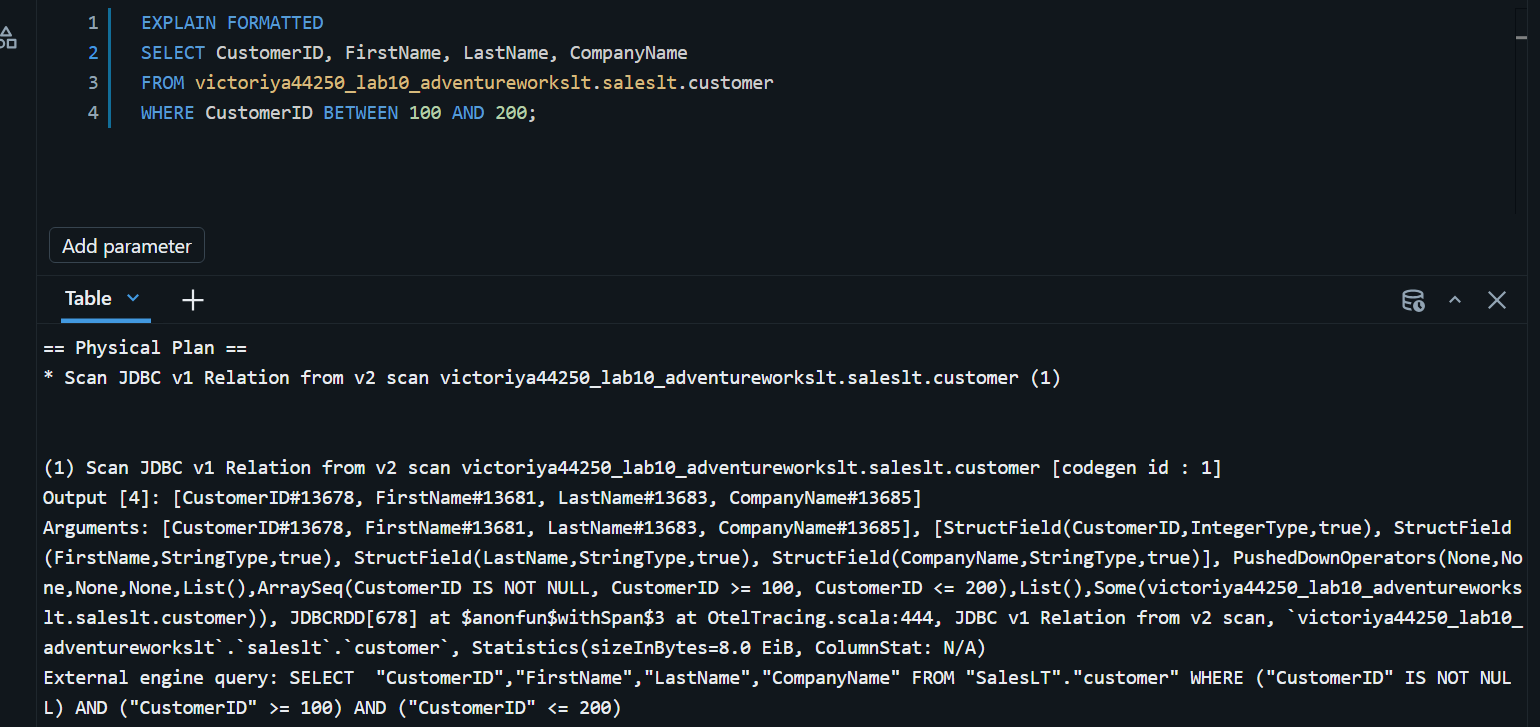 1 EXPLAIN FORMATTED
2 SELECT CustomerID, FirstName, LastName, CompanyName
3 FROM victoriya44250_lab10_adventureworkslt.saleslt.customer
4 WHERE CustomerID BETWEEN 100 AND 200;
Add parameter
Table
== Physical Plan ==
* Scan JDBC v1 Relation from v2 scan victoriya44250_lab10_adventureworkslt.saleslt.customer (1)
(1) Scan JDBC v1 Relation from v2 scan victoriya44250_lab10_adventureworkslt.saleslt.customer [codegen id : 1]
Output [4]: [CustomerID#13678, FirstName#13681, LastName#13683, CompanyName#13685]
Arguments: [CustomerID#13678, FirstName#13681, LastName#13683, CompanyName#13685], [StructField(CustomerID,IntegerType,true), StructField
(FirstName,StringType,true), StructField(LastName,StringType,true), StructField(CompanyName,StringType,true)], PushedDownOperators(None,No
ne,None,None,List(),ArraySeq(CustomerID IS NOT NULL, CustomerID >= 100, CustomerID <= 200),List(),Some(victoriya44250_lab10_adventureworks
lt.saleslt.customer)), JDBCRDD[678] at $anonfun$withSpan$3 at OtelTracing.scala:444, JDBC v1 Relation from v2 scan, `victoriya44250_lab10_
adventureworkslt`.`saleslt`.`customer`, Statistics(sizeInBytes=8.0 EiB, ColumnStat: N/A)
External engine query: SELECT  "CustomerID","FirstName","LastName","CompanyName" FROM "SalesLT"."customer" WHERE ("CustomerID" IS NOT NUL
L) AND ("CustomerID" >= 100) AND ("CustomerID" <= 200)